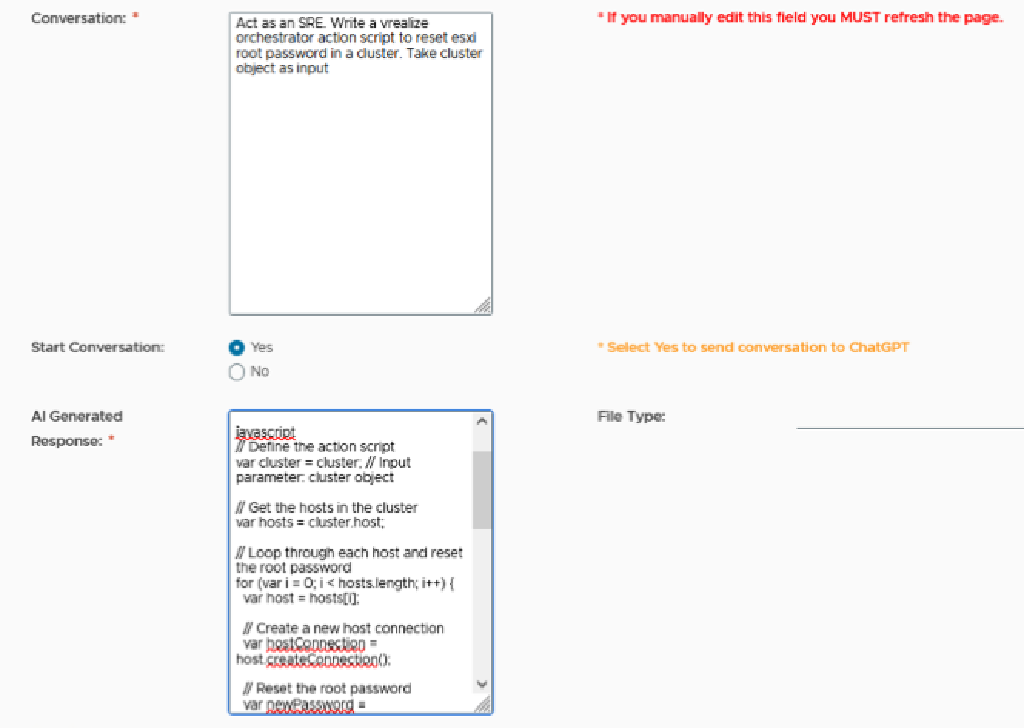 Conversation: *
Act as an SRE. Write a vrealize
orchestrator action script to reset esxi
root password in a cluster. Take cluster
object as input
* If you manually edit this field you MUST refresh the page.
Start Conversation:
Yes
No
* Select Yes to send conversation to ChatGPT
AI Generated
Response: *
javascript
// Define the action script
var cluster = cluster; // Input
parameter: cluster object
// Get the hosts in the cluster
var hosts = cluster.host;
// Loop through each host and reset
the root password
for (var i = 0; i < hosts.length; i++) {
var host = hosts[i];
// Create a new host connection
var hostConnection =
host.createConnection();
// Reset the root password
var newPassword =
File Type: